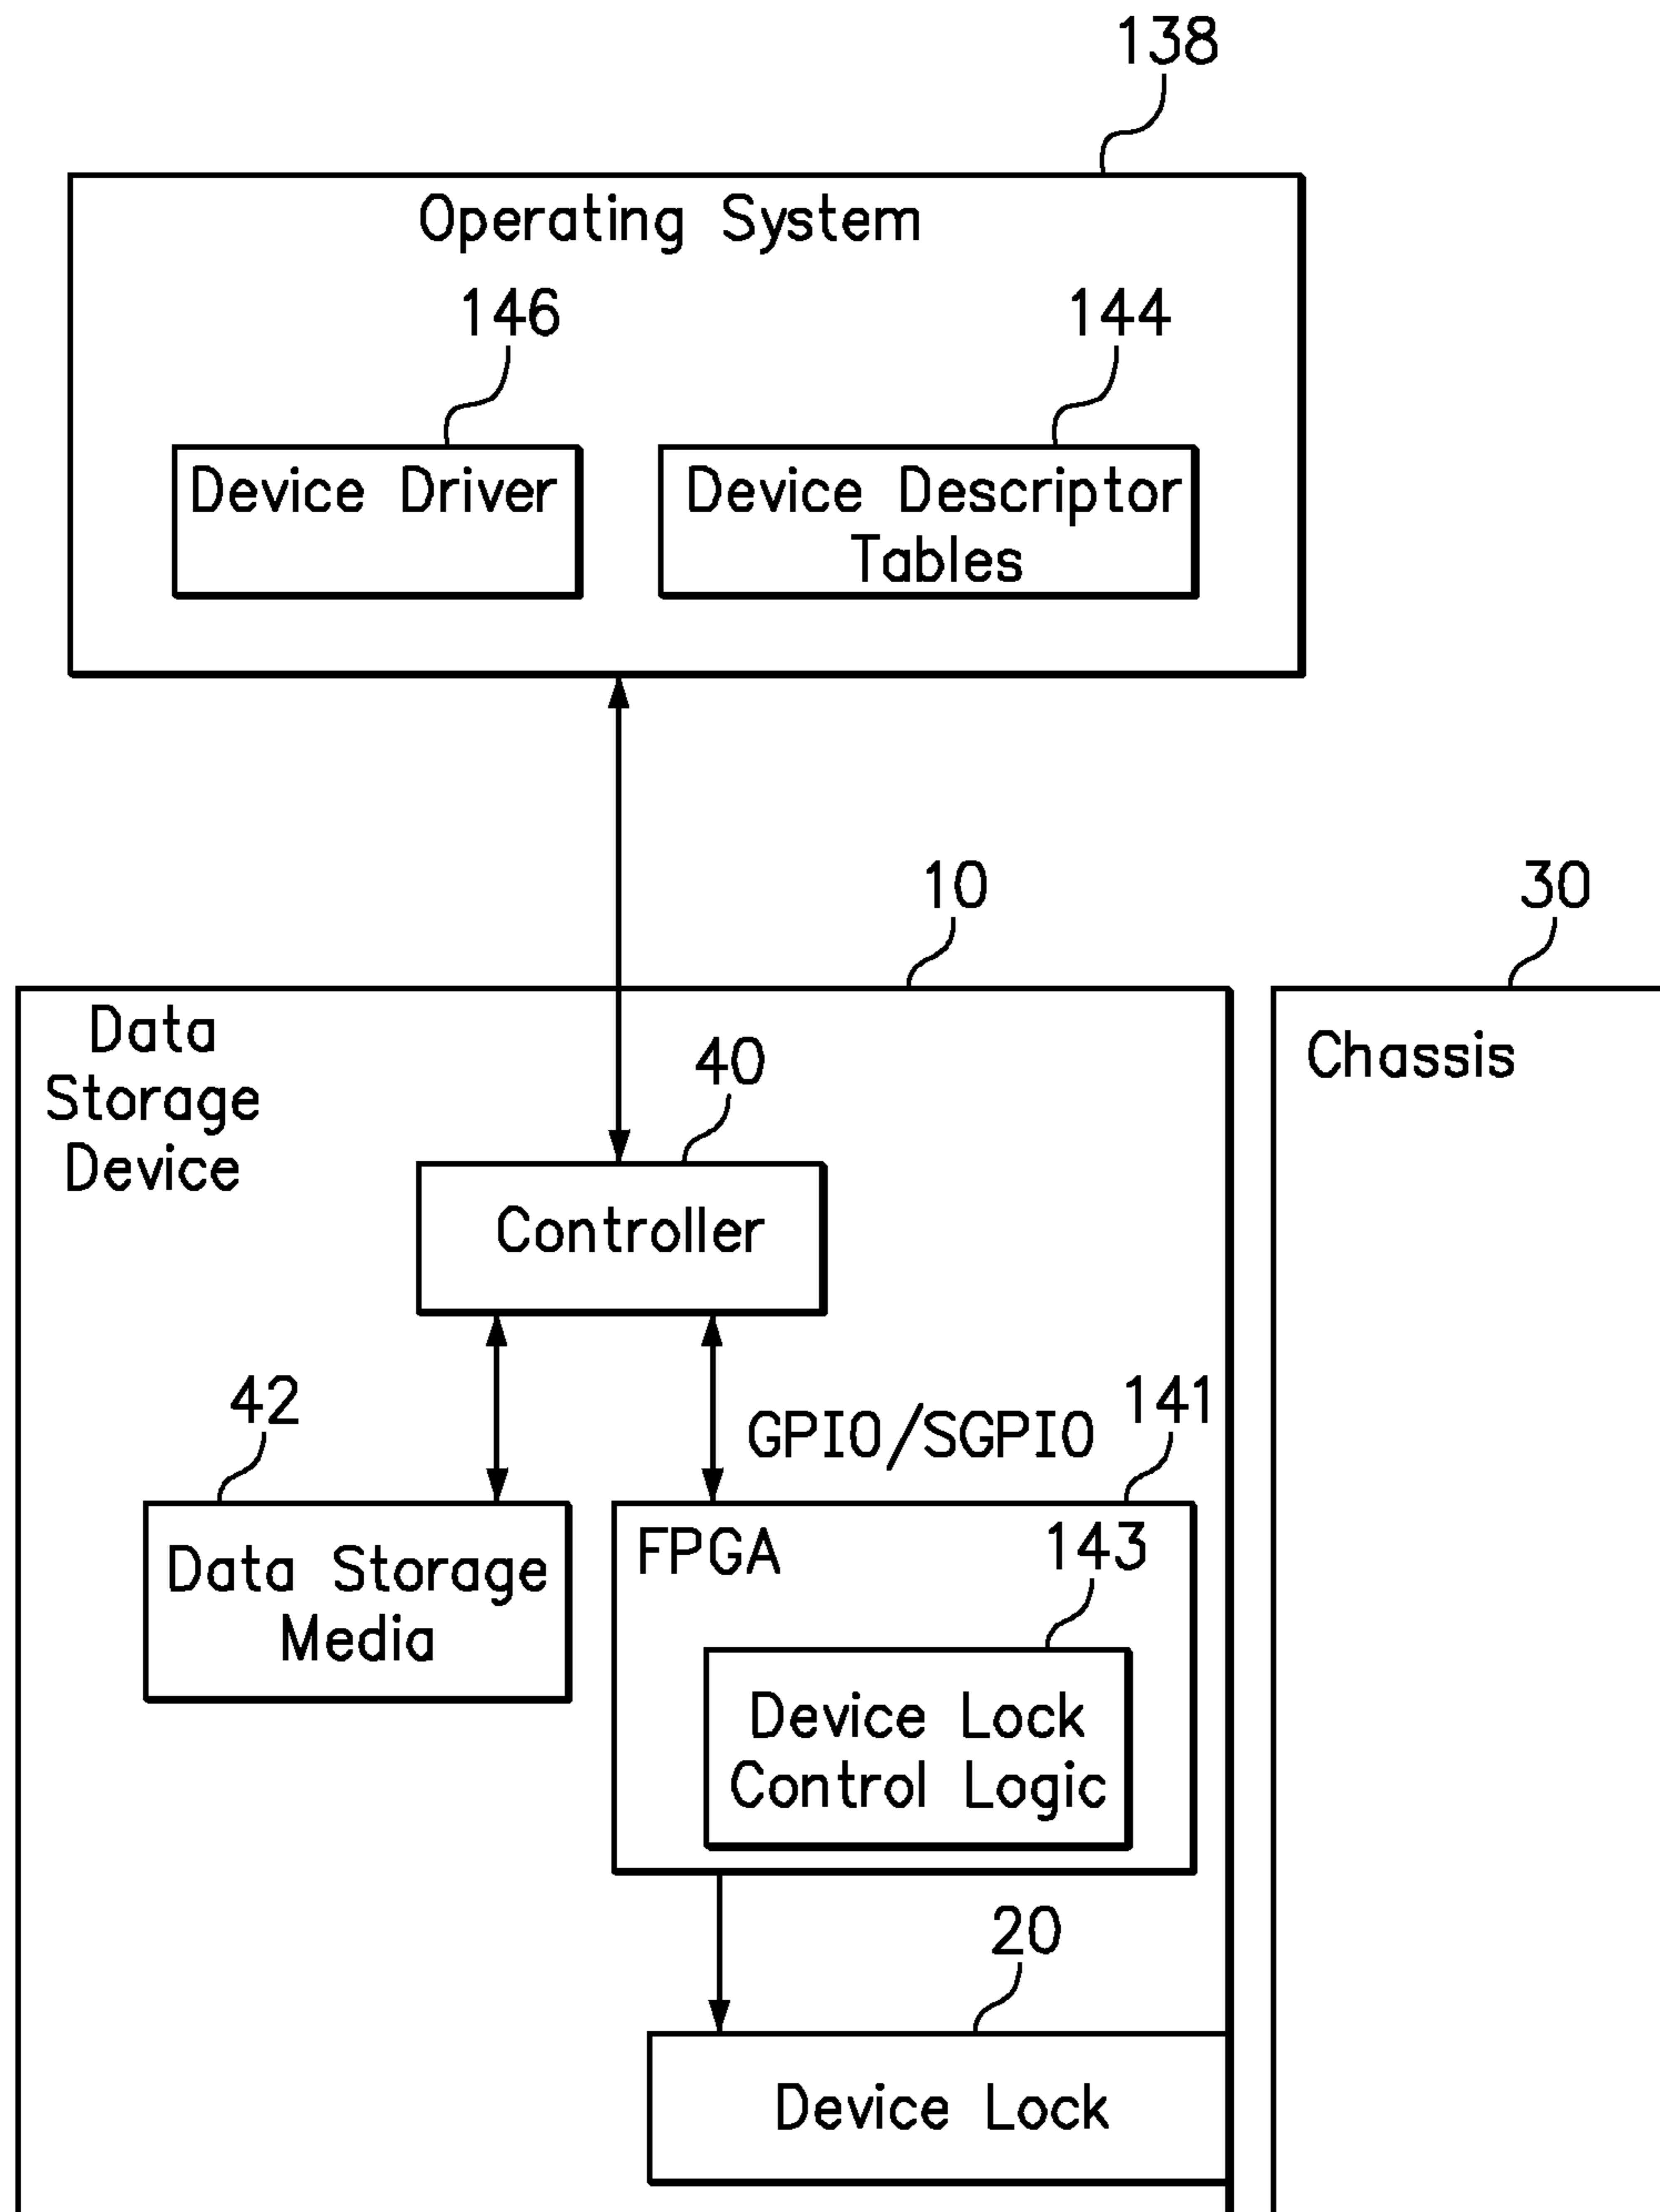 138
Operating System
146
144
Device Driver
Device Descriptor
Tables
10
30
Data
Storage
Device
Chassis
40
Controller
42
GPIO/SGPIO
141
Data Storage
Media
FPGA
143
Device Lock
Control Logic
20
Device Lock